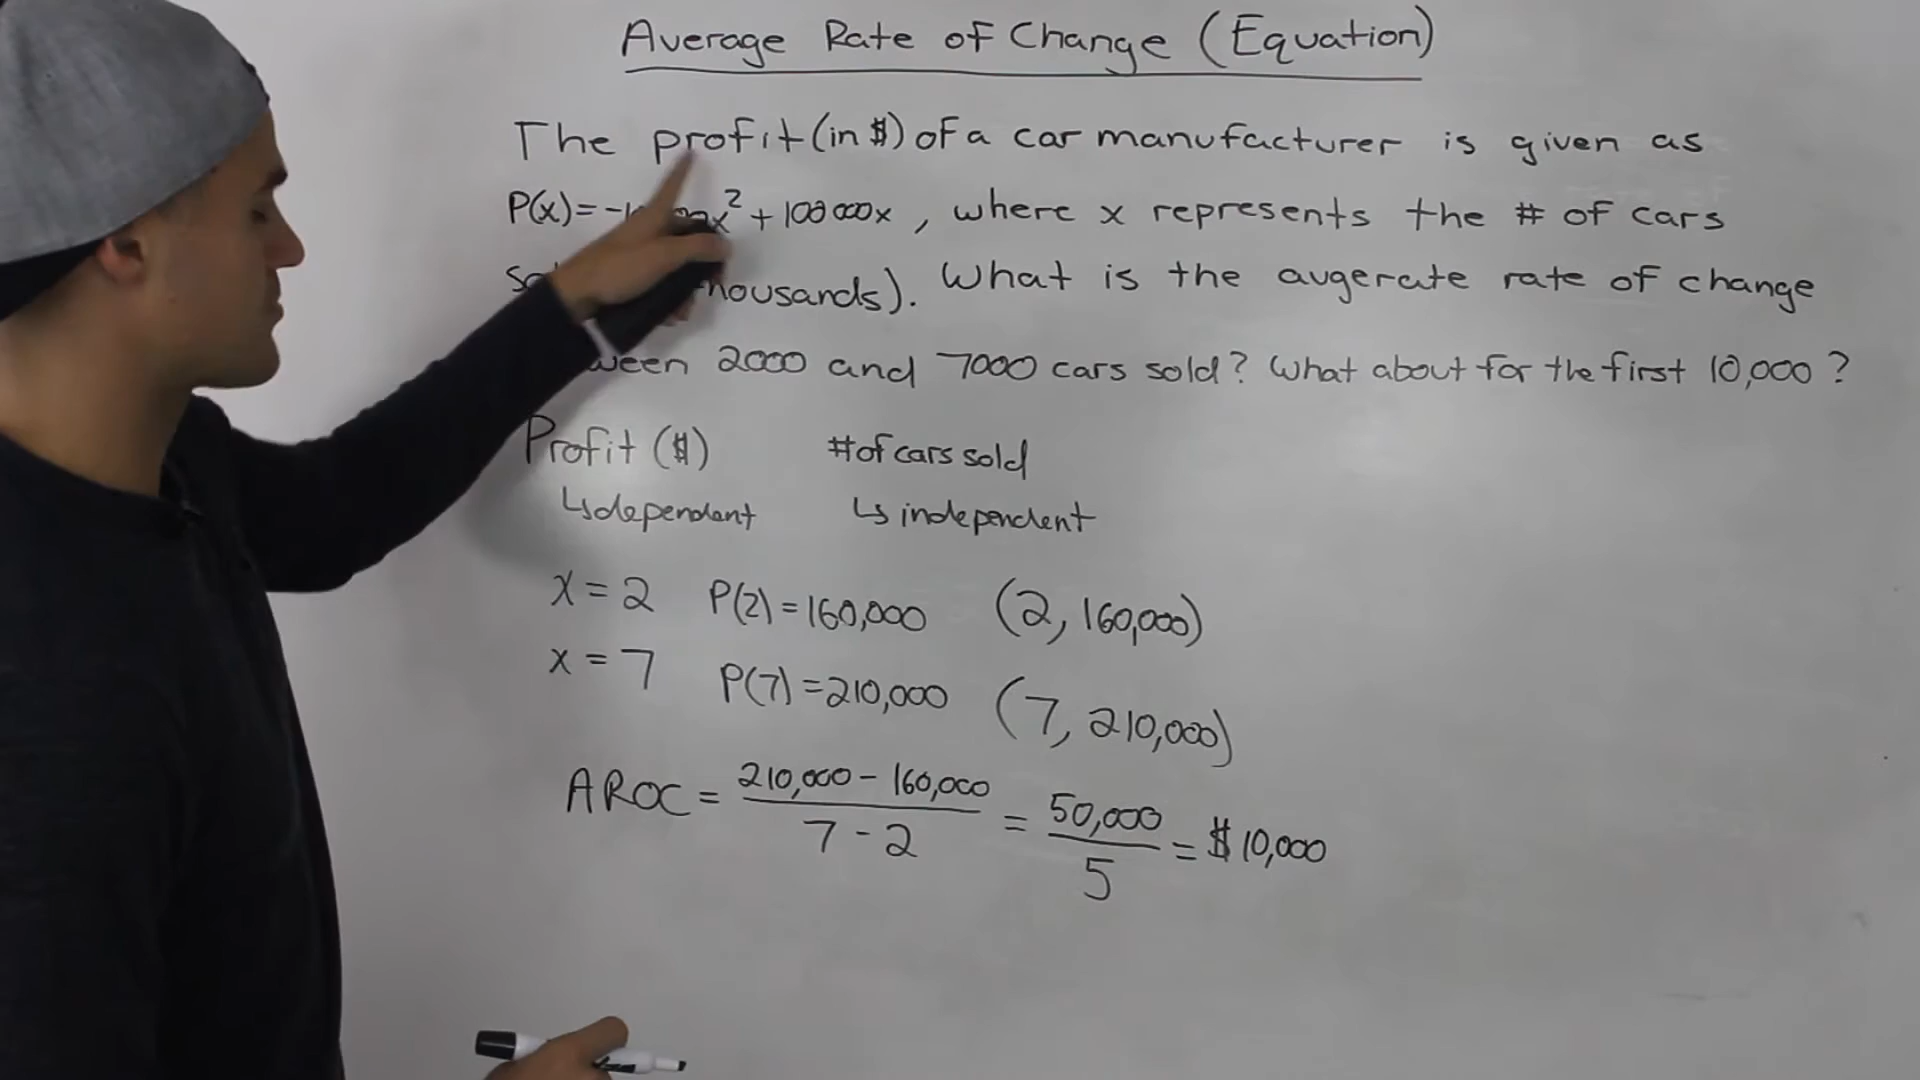 Average Rate of Change (Equation)
The profit (in $) of a car manufacturer is given as
P(x) = -1 x² + 100 000x , where x represents the # of cars
thousands). What is the augerate rate of change
2000 and 7000 cars sold? What about for the first 10,000 ?
Profit ($) #of cars sold
↳dependent ↳ independent
x = 2 P(2) = 160,000 (2, 160,000)
x = 7 P(7) = 210,000 (7, 210,000)
AROC = 210,000 - 160,000 / 7 - 2 = 50,000 / 5 = $ 10,000